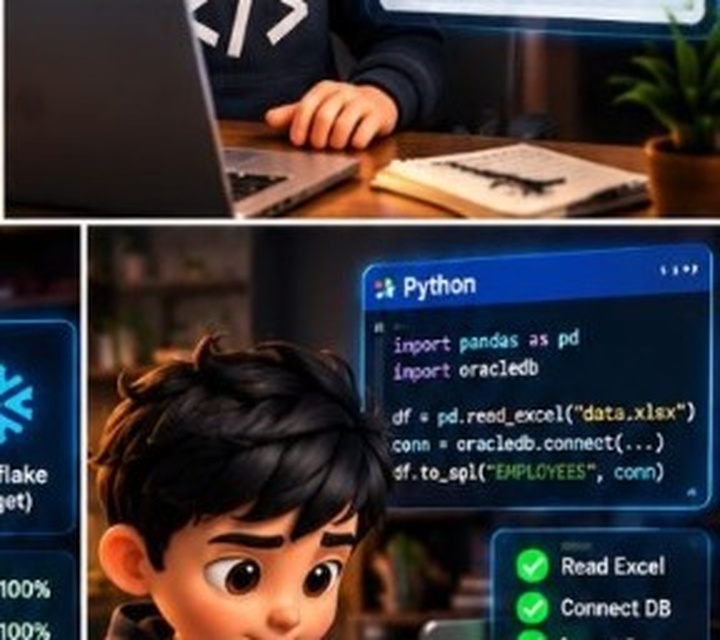 </>
Python
import pandas as pd
import oracledb
df = pd.read_excel("data.xlsx")
conn = oracledb.connect(...)
df.to_sql("EMPLOYEES", conn)
flake
get)
100%
100%
Read Excel
Connect DB